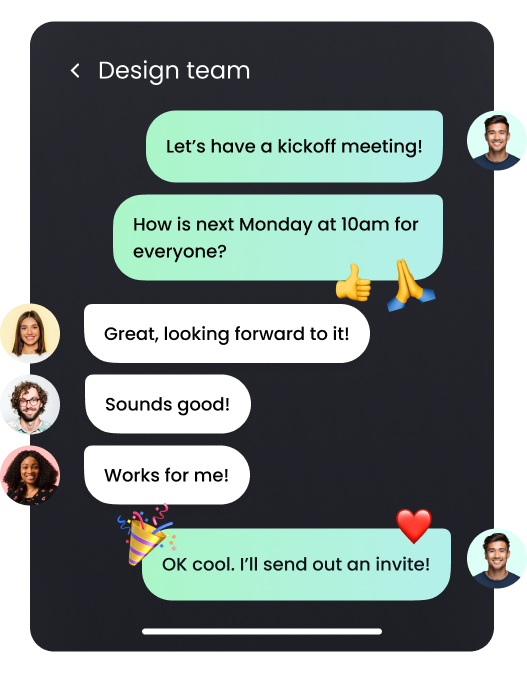 Design team
Let’s have a kickoff meeting!
How is next Monday at 10am for
everyone?
Great, looking forward to it!
Sounds good!
Works for me!
OK cool. I’ll send out an invite!